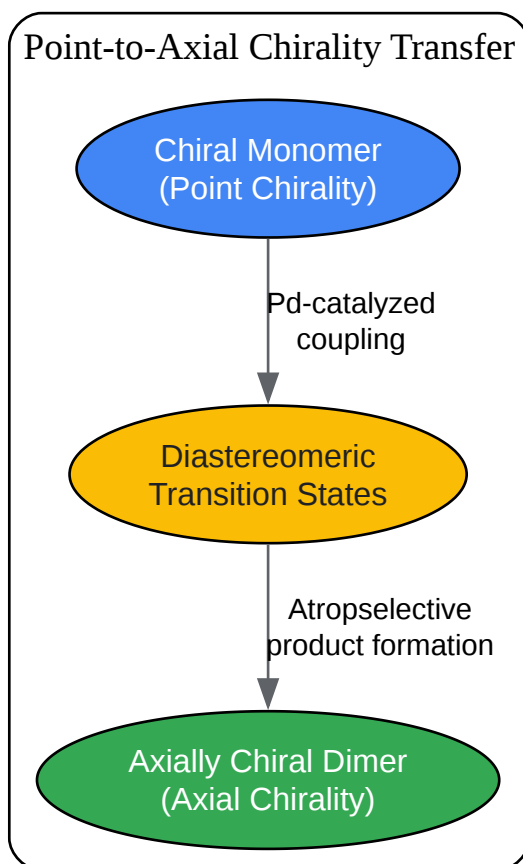 Point-to-Axial Chirality Transfer
Chiral Monomer
(Point Chirality)
Pd-catalyzed
coupling
Diastereomeric
Transition States
Atropselective
product formation
Axially Chiral Dimer
(Axial Chirality)